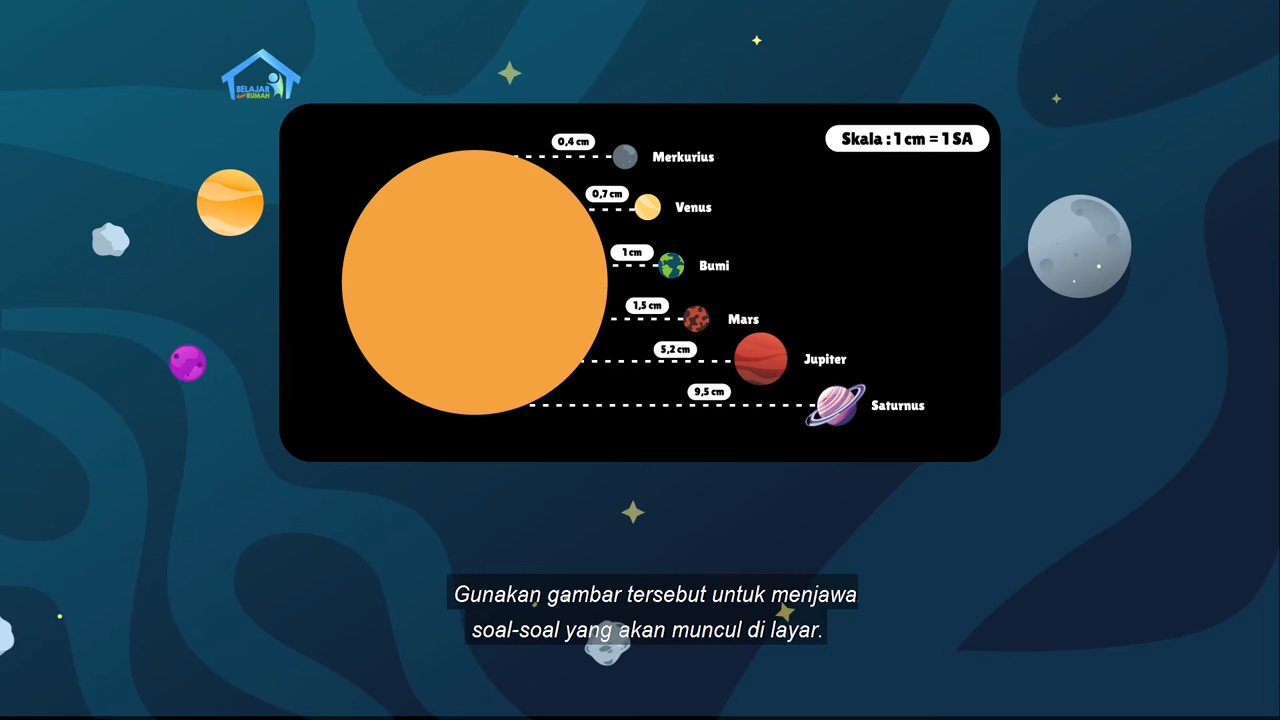 BELAJAR
dari RUMAH
Skala : 1 cm = 1 SA
0,4 cm
Merkurius
0,7 cm
Venus
1 cm
Bumi
1,5 cm
Mars
5,2 cm
Jupiter
9,5 cm
Saturnus
Gunakan gambar tersebut untuk menjawa
soal-soal yang akan muncul di layar.